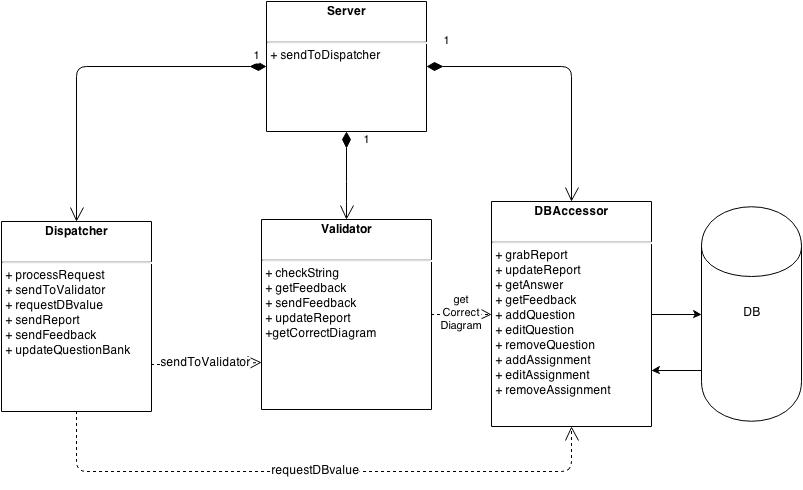 Server
+ sendToDispatcher
1
1
1
Dispatcher
+ processRequest
+ sendToValidator
+ requestDBvalue
+ sendReport
+ sendFeedback
+ updateQuestionBank
sendToValidator
Validator
+ checkString
+ getFeedback
+ sendFeedback
+ updateReport
+getCorrectDiagram
get
Correct
Diagram
DBAccessor
+ grabReport
+ updateReport
+ getAnswer
+ getFeedback
+ addQuestion
+ editQuestion
+ removeQuestion
+ addAssignment
+ editAssignment
+ removeAssignment
DB
requestDBvalue